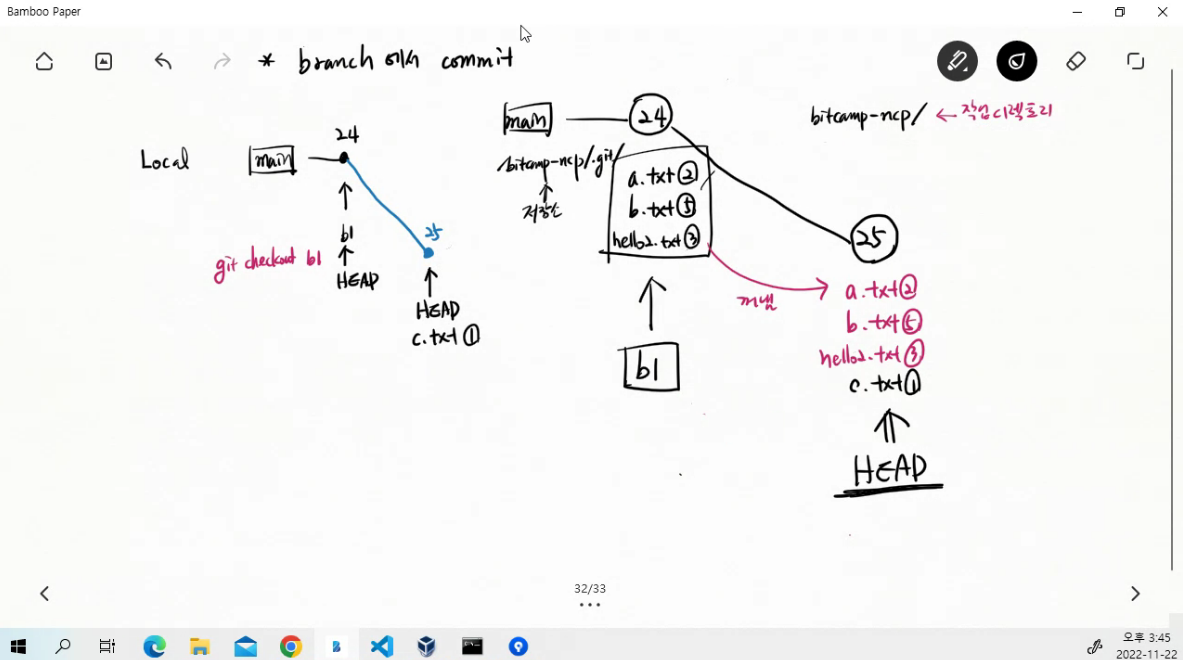 Bamboo Paper
* branch 에서 commit
Local
main
24
b1
HEAD
git checkout b1
25
HEAD
c.txt ①
main
24
bitcamp-ncp/.git/
저장소
a.txt ②
b.txt ⑤
hello2.txt ③
b1
꺼냄
bitcamp-ncp/ ← 작업 디렉토리
25
a.txt ②
b.txt ⑤
hello2.txt ③
c.txt ①
HEAD
32/33
오후 3:45
2022-11-22